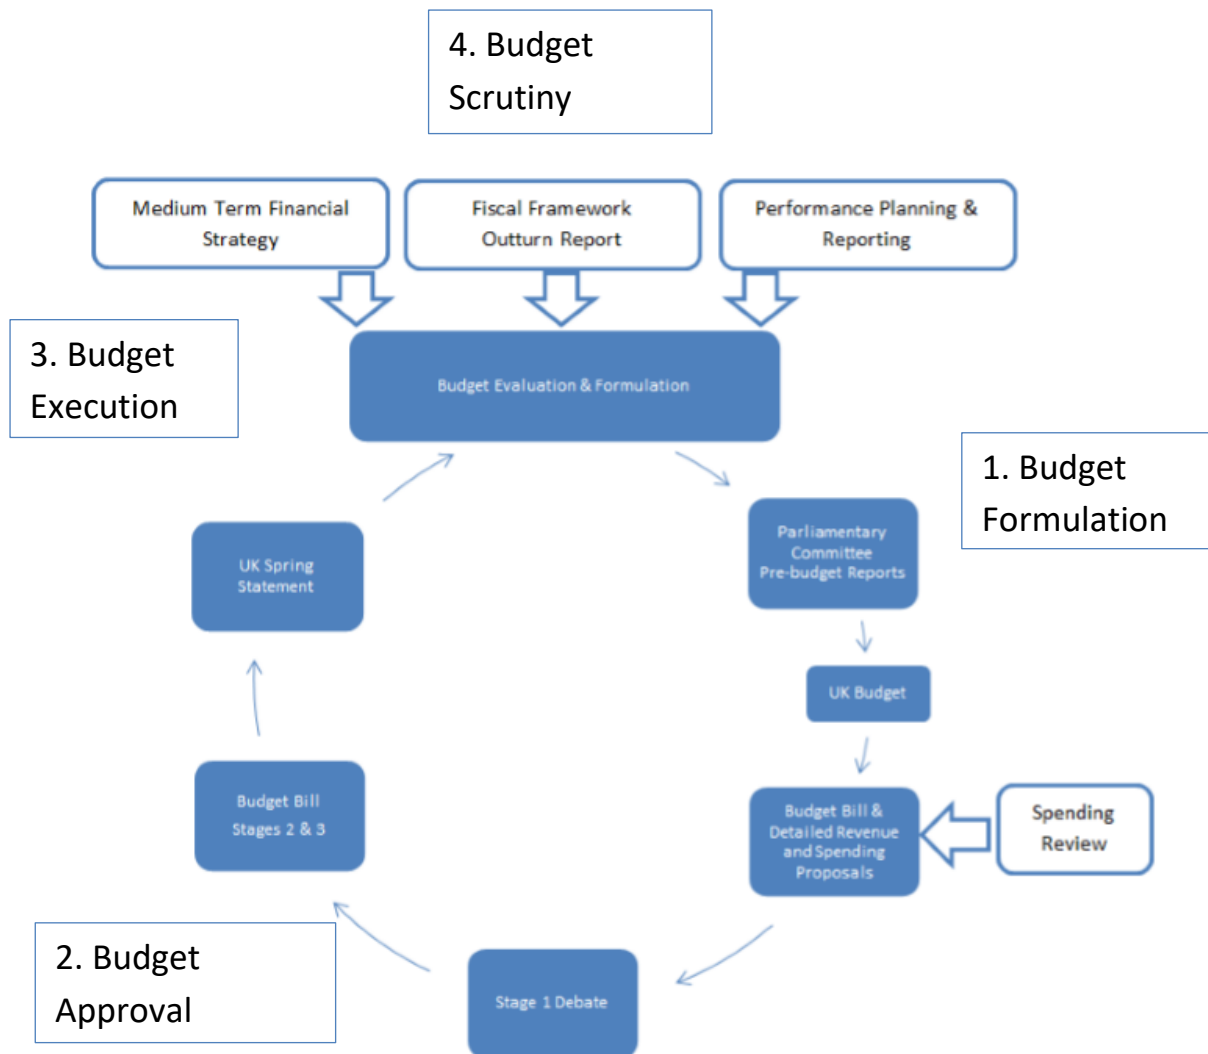 4. Budget
Scrutiny
Medium Term Financial
Strategy
Fiscal Framework
Outturn Report
Performance Planning &
Reporting
3. Budget
Execution
Budget Evaluation & Formulation
1. Budget
Formulation
Parliamentary
Committee
Pre-budget Reports
UK Spring
Statement
UK Budget
Budget Bill
Stages 2 & 3
Budget Bill &
Detailed Revenue
and Spending
Proposals
Spending
Review
2. Budget
Approval
Stage 1 Debate